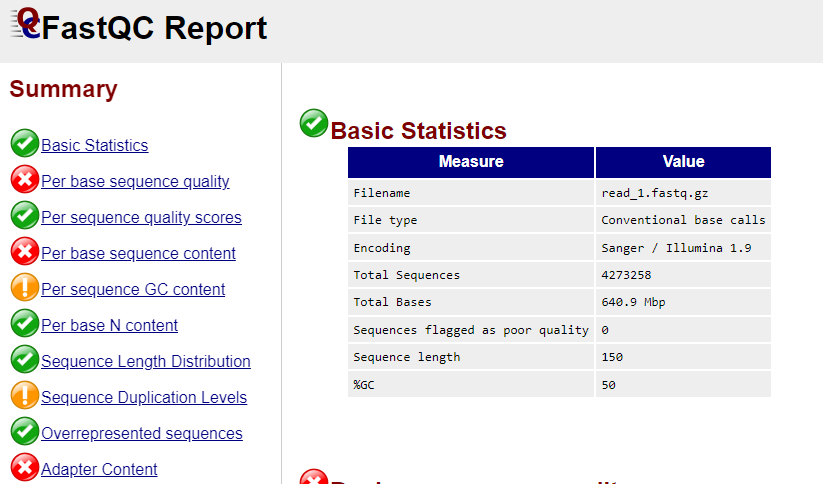 FastQC Report
Summary
Basic Statistics
Per base sequence quality
Per sequence quality scores
Per base sequence content
Per sequence GC content
Per base N content
Sequence Length Distribution
Sequence Duplication Levels
Overrepresented sequences
Adapter Content
Basic Statistics
Measure Value
Filename read_1.fastq.gz
File type Conventional base calls
Encoding Sanger / Illumina 1.9
Total Sequences 4273258
Total Bases 640.9 Mbp
Sequences flagged as poor quality 0
Sequence length 150
%GC 50